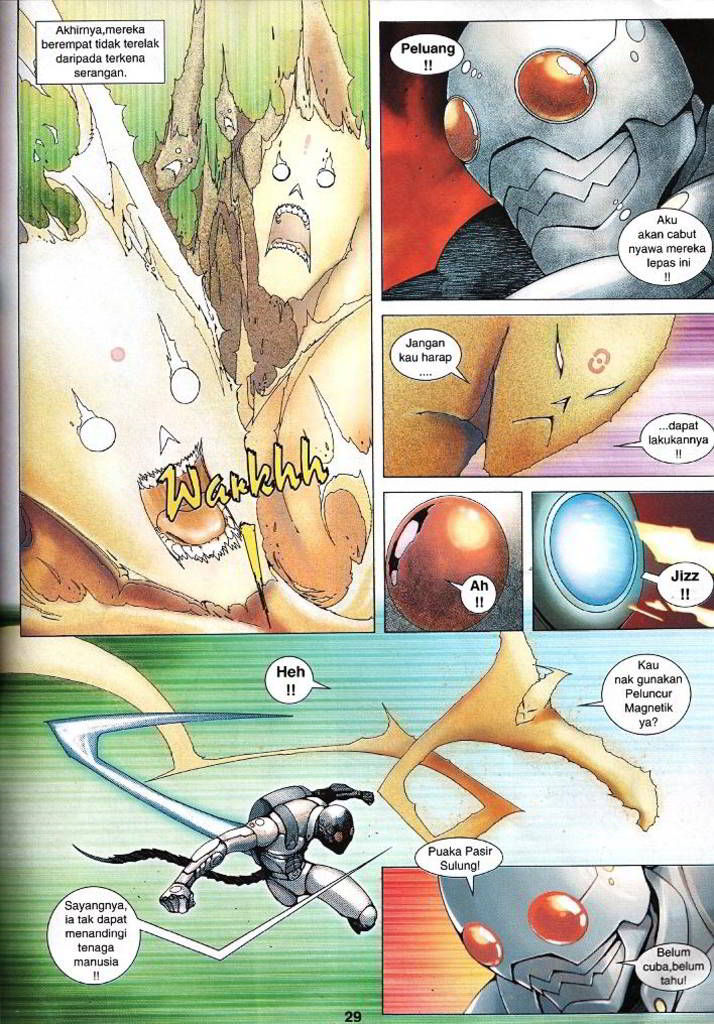 Akhirnya,mereka
berempat tidak terelak
daripada terkena
serangan.
Warkhh
!
Peluang
!!
Aku
akan cabut
nyawa mereka
lepas ini
!!
Jangan
kau harap
....
...dapat
lakukannya
!!
Ah
!!
Jizz
!!
Heh
!!
Kau
nak gunakan
Peluncur
Magnetik
ya?
Sayangnya,
ia tak dapat
menandingi
tenaga
manusia
!!
Puaka Pasir
Sulung!
Belum
cuba,belum
tahu!
29